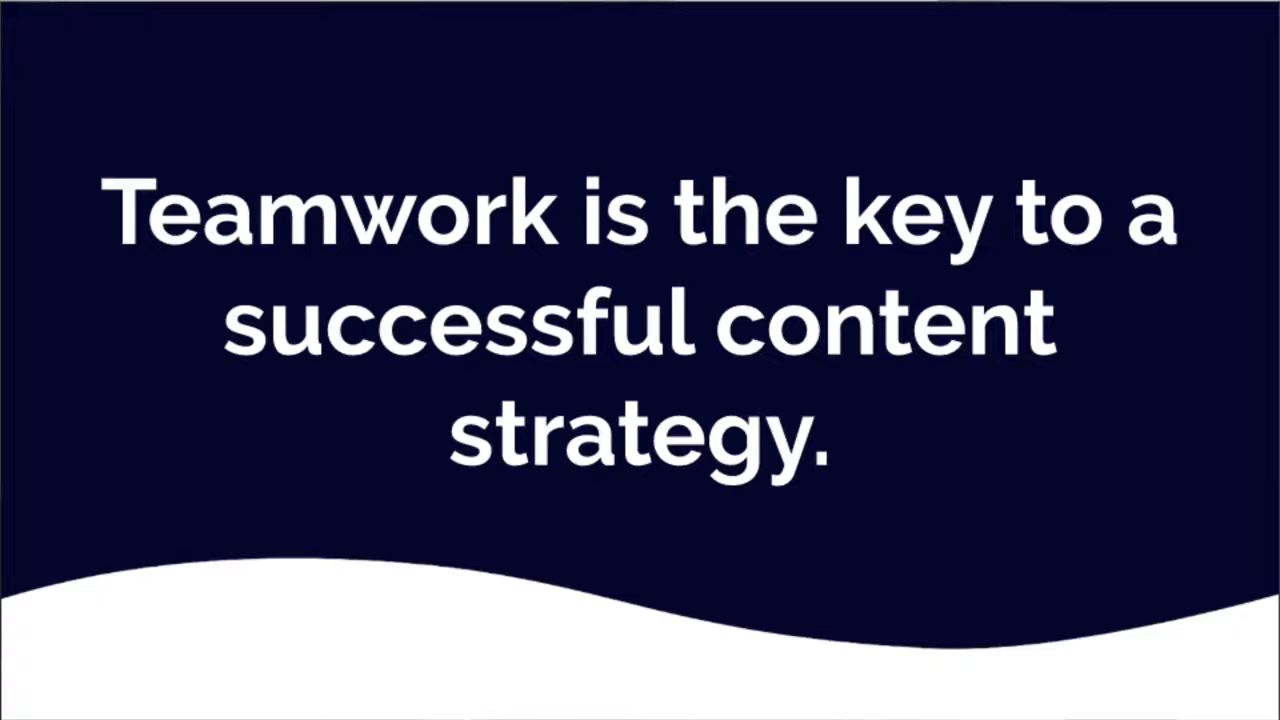 Teamwork is the key to a
successful content
strategy.